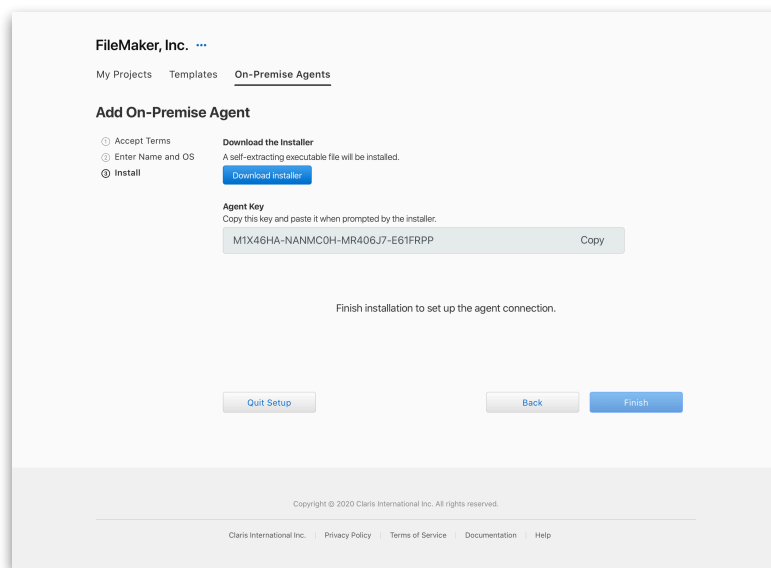 FileMaker, Inc. •••
My Projects Templates On-Premise Agents
Add On-Premise Agent
1 Accept Terms
2 Enter Name and OS
3 Install
Download the Installer
A self-extracting executable file will be installed.
Download installer
Agent Key
Copy this key and paste it when prompted by the installer.
M1X46HA-NANMC0H-MR406J7-E61FRPP Copy
Finish installation to set up the agent connection.
Quit Setup Back Finish
Copyright © 2020 Claris International Inc. All rights reserved.
Claris International Inc. | Privacy Policy | Terms of Service | Documentation | Help